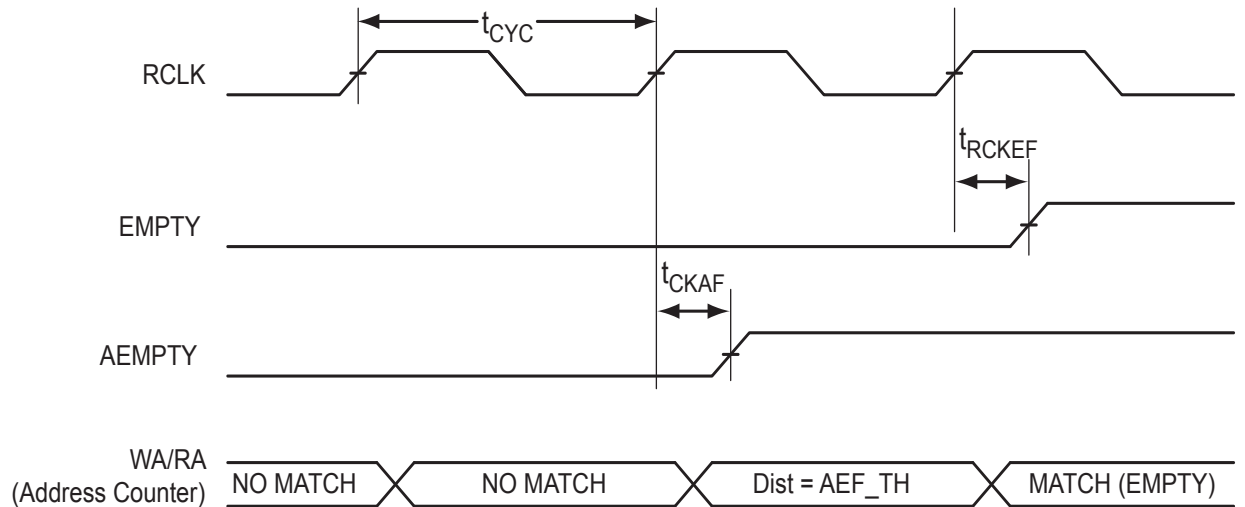 tCYC
RCLK
tRCKEF
EMPTY
tCKAF
AEMPTY
WA/RA
(Address Counter)
NO MATCH
NO MATCH
Dist = AEF_TH
MATCH (EMPTY)